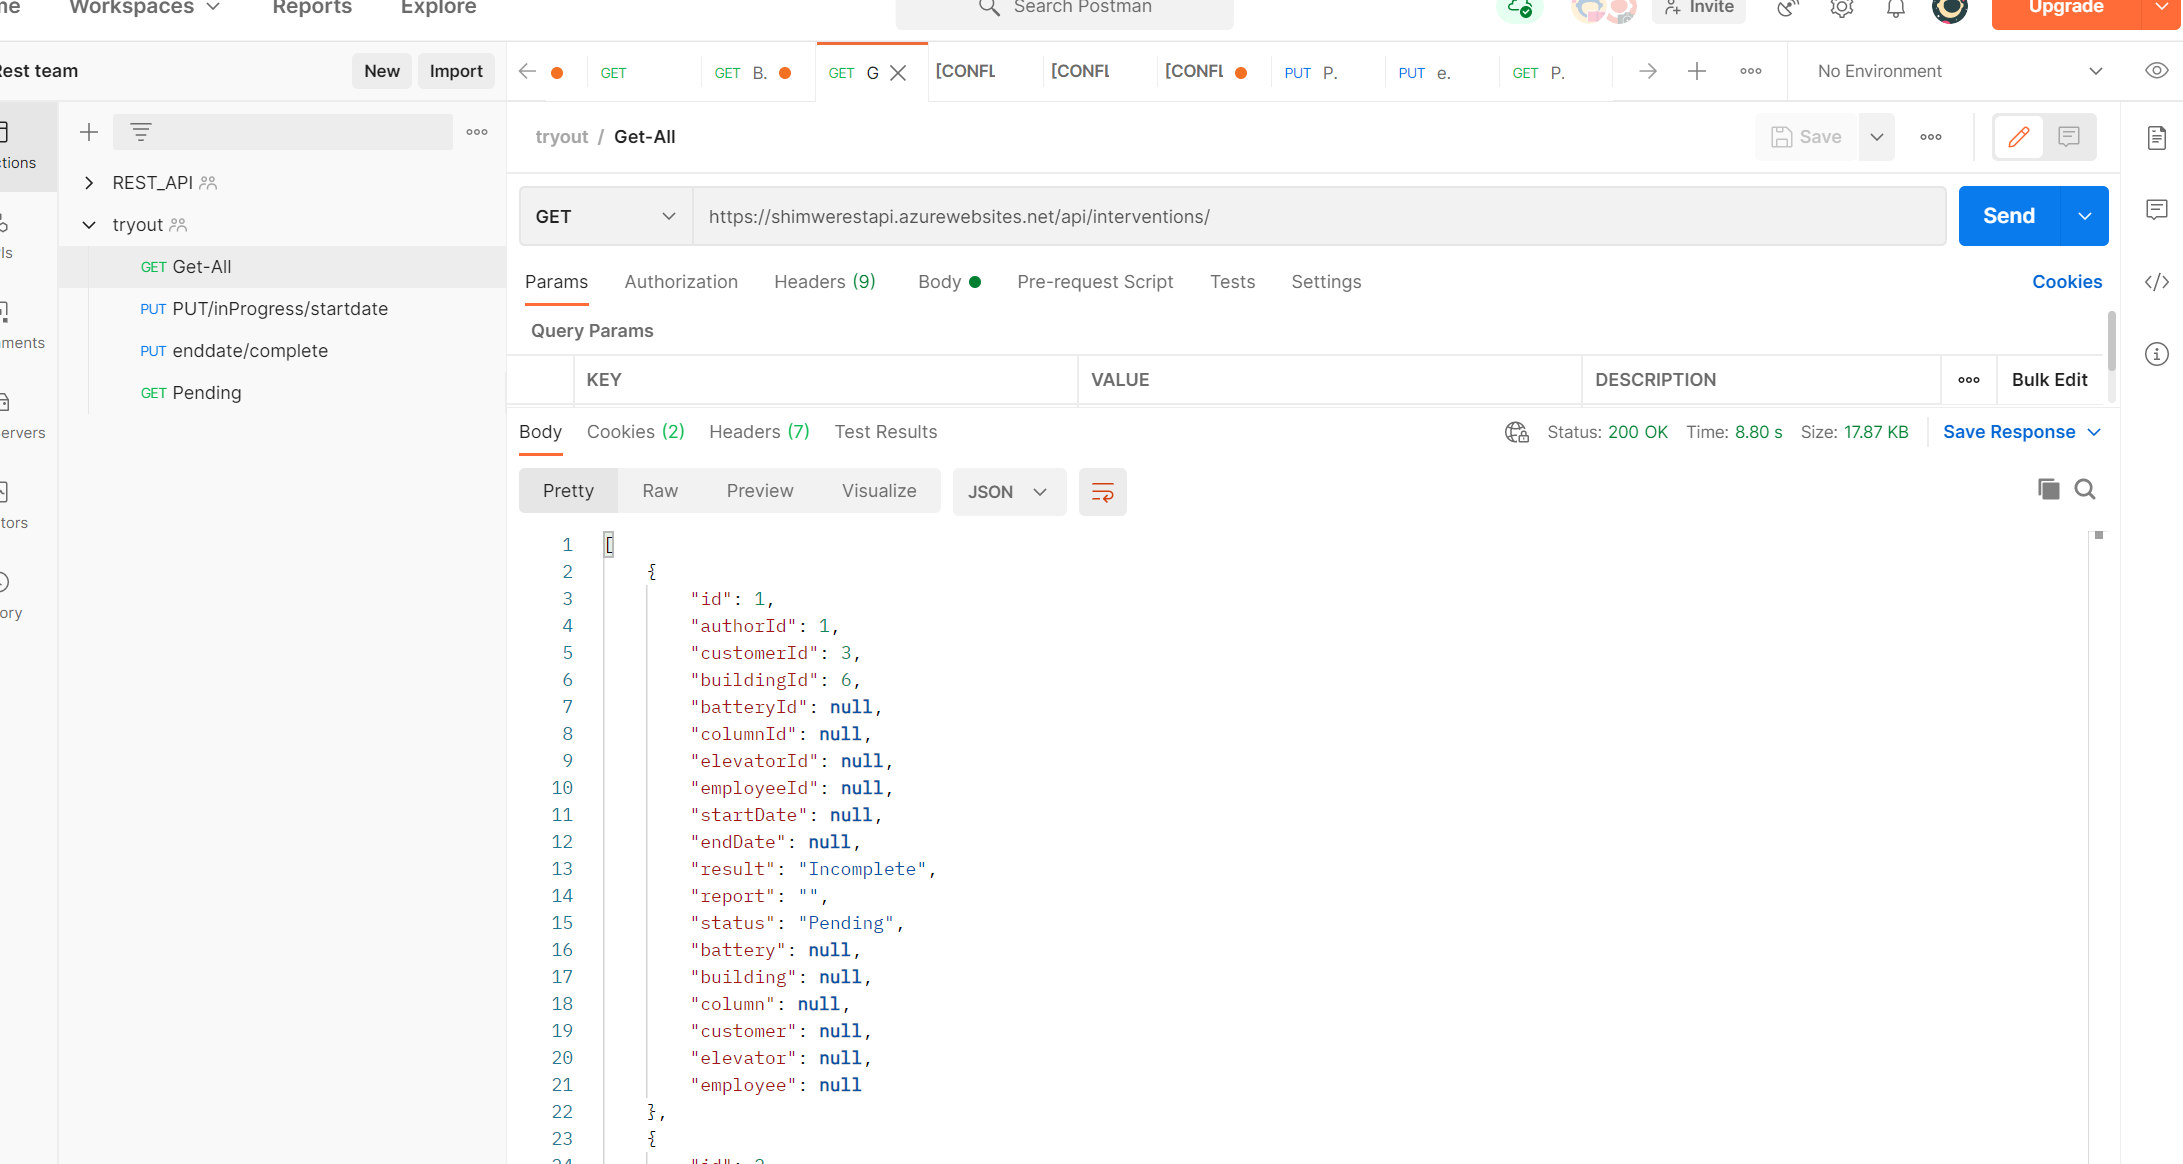 me Workspaces Reports Explore Search Postman Invite Upgrade
Rest team New Import GET GET B. GET G [CONFL [CONFL [CONFL PUT P. PUT e. GET P. No Environment
tryout / Get-All Save
ctions
REST_API
tryout
GET Get-All
PUT PUT/inProgress/startdate
PUT enddate/complete
GET Pending
Is
ments
ervers
tors
ory
GET https://shimwerestapi.azurewebsites.net/api/interventions/ Send
Params Authorization Headers (9) Body Pre-request Script Tests Settings Cookies
Query Params
KEY VALUE DESCRIPTION Bulk Edit
Body Cookies (2) Headers (7) Test Results Status: 200 OK Time: 8.80 s Size: 17.87 KB Save Response
Pretty Raw Preview Visualize JSON
1 [
2 {
3 "id": 1,
4 "authorId": 1,
5 "customerId": 3,
6 "buildingId": 6,
7 "batteryId": null,
8 "columnId": null,
9 "elevatorId": null,
10 "employeeId": null,
11 "startDate": null,
12 "endDate": null,
13 "result": "Incomplete",
14 "report": "",
15 "status": "Pending",
16 "battery": null,
17 "building": null,
18 "column": null,
19 "customer": null,
20 "elevator": null,
21 "employee": null
22 },
23 {
24 "id": 2